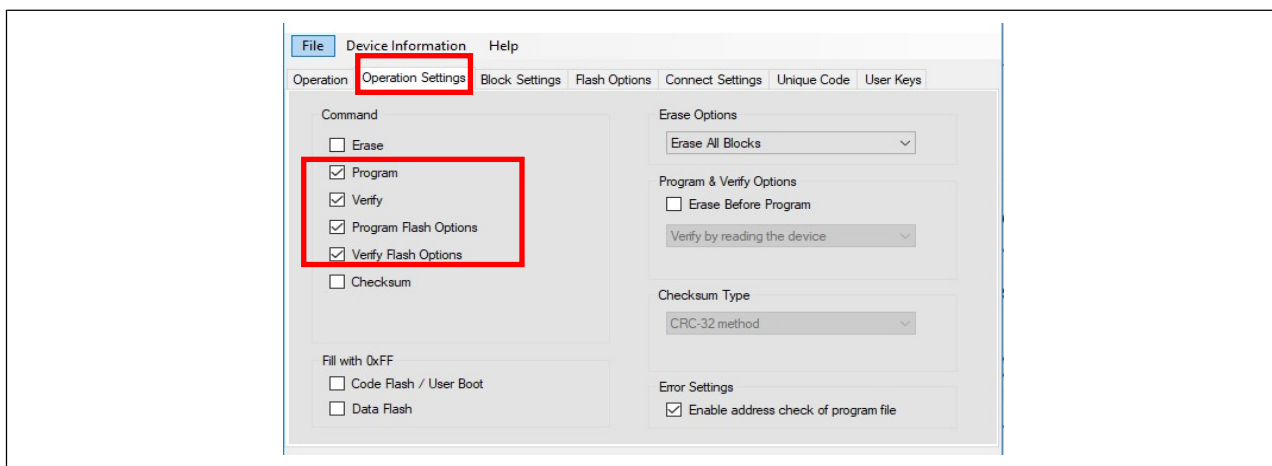 File Device Information Help
Operation Operation Settings Block Settings Flash Options Connect Settings Unique Code User Keys
Command
Erase
Program
Verify
Program Flash Options
Verify Flash Options
Checksum
Fill with 0xFF
Code Flash / User Boot
Data Flash
Erase Options
Erase All Blocks
Program & Verify Options
Erase Before Program
Verify by reading the device
Checksum Type
CRC-32 method
Error Settings
Enable address check of program file